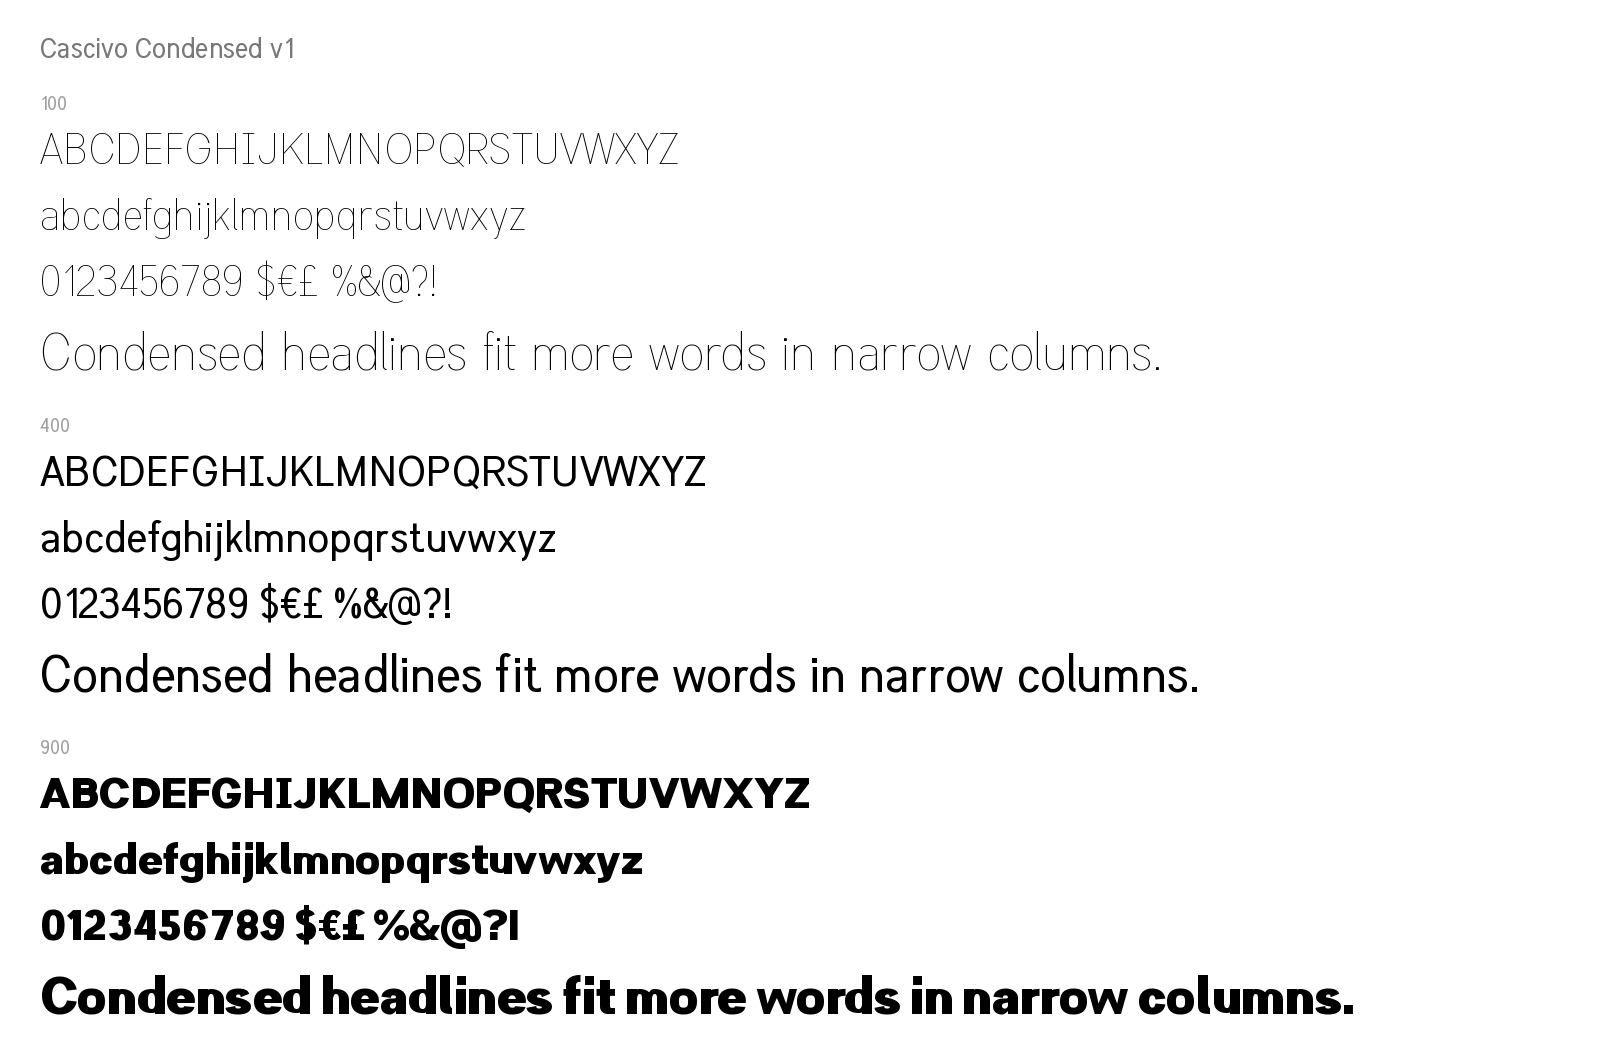 Cascivo Condensed v1
100
ABCDEFGHIJKLMNOPQRSTUVWXYZ
abcdefghijklmnopqrstuvwxyz
0123456789 $€£ %&@?!
Condensed headlines fit more words in narrow columns.
400
ABCDEFGHIJKLMNOPQRSTUVWXYZ
abcdefghijklmnopqrstuvwxyz
0123456789 $€£ %&@?!
Condensed headlines fit more words in narrow columns.
900
ABCDEFGHIJKLMNOPQRSTUVWXYZ
abcdefghijklmnopqrstuvwxyz
0123456789 $€£ %&@?!
Condensed headlines fit more words in narrow columns.